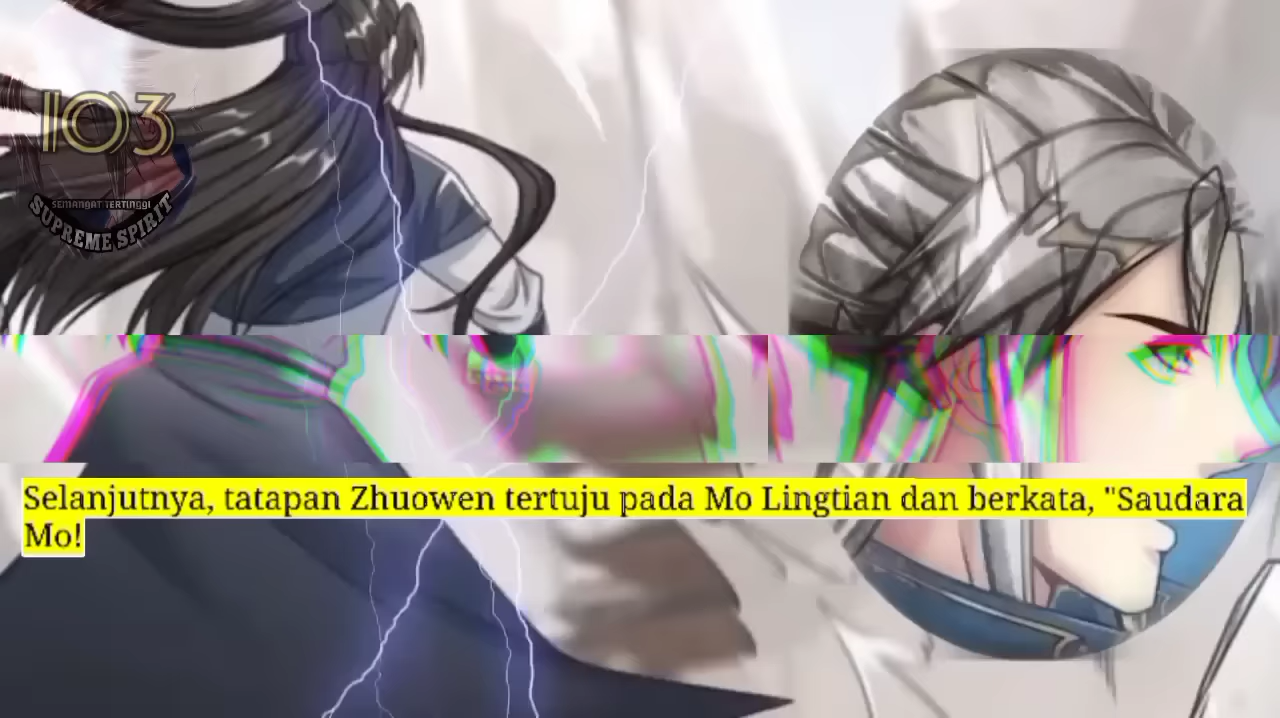 103
SEMANGAT TERTINGGI
SUPREME SPIRIT
Selanjutnya, tatapan Zhuowen tertuju pada Mo Lingtian dan berkata, "Saudara
Mo!